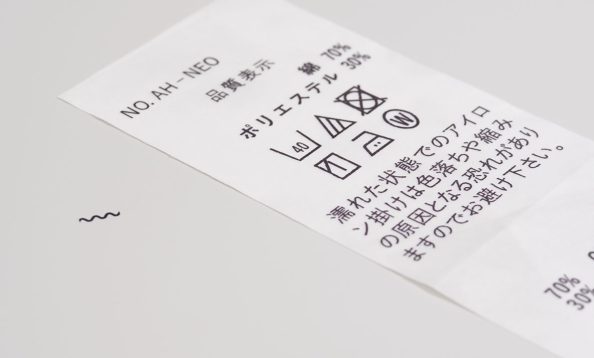 NO. AH-NEO
品質表示
綿 70%
ポリエステル 30%
40
W
濡れた状態でのアイロ
ン掛けは色落ちや縮み
の原因となる恐れがあり
ますのでお避け下さい。
70%
30%